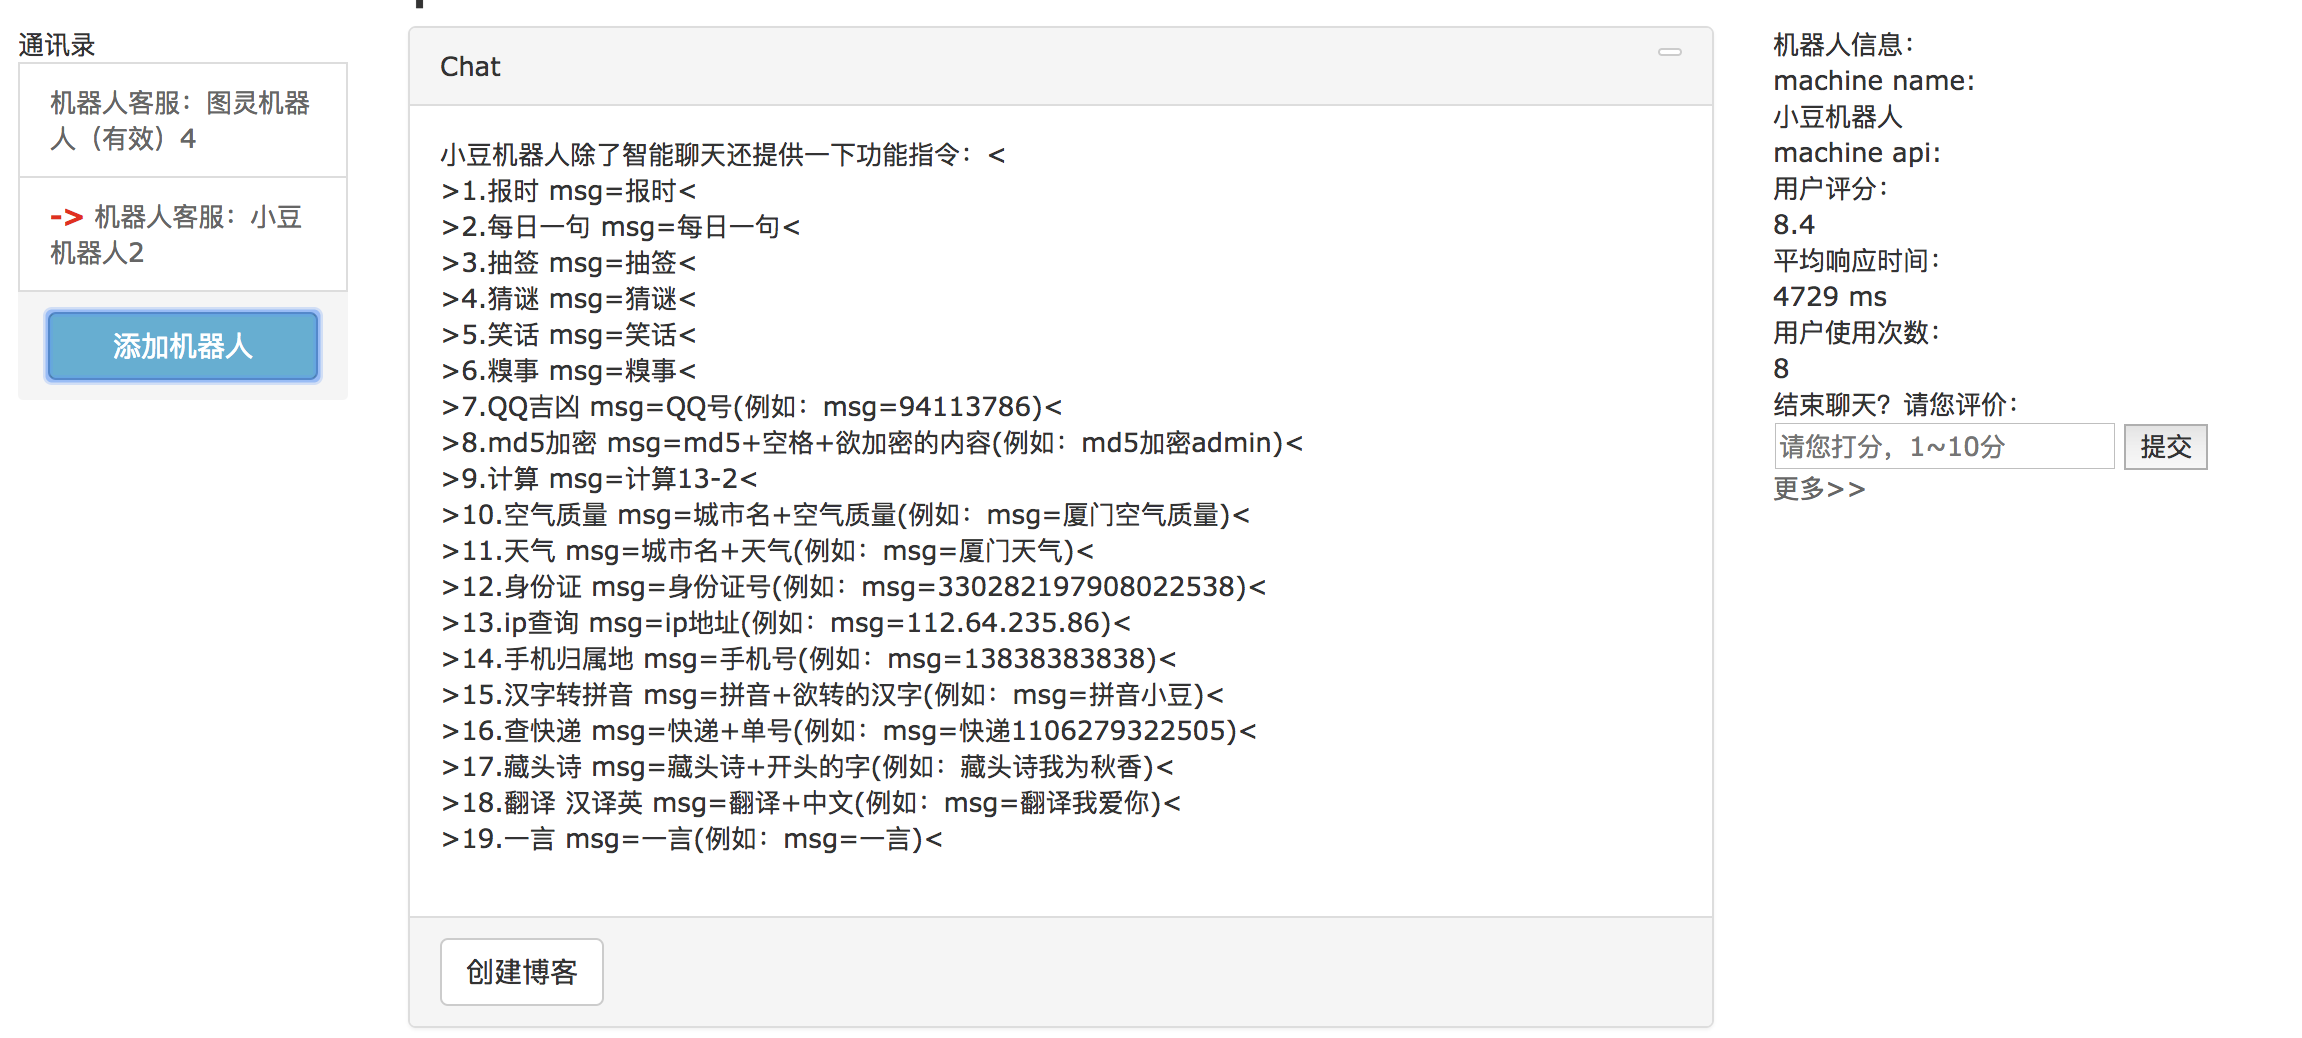 通讯录
机器人客服：图灵机器
人（有效）4
-> 机器人客服：小豆
机器人2
添加机器人
Chat
小豆机器人除了智能聊天还提供一下功能指令：<
>1.报时 msg=报时<
>2.每日一句 msg=每日一句<
>3.抽签 msg=抽签<
>4.猜谜 msg=猜谜<
>5.笑话 msg=笑话<
>6.糗事 msg=糗事<
>7.QQ吉凶 msg=QQ号(例如：msg=94113786)<
>8.md5加密 msg=md5+空格+欲加密的内容(例如：md5加密admin)<
>9.计算 msg=计算13-2<
>10.空气质量 msg=城市名+空气质量(例如：msg=厦门空气质量)<
>11.天气 msg=城市名+天气(例如：msg=厦门天气)<
>12.身份证 msg=身份证号(例如：msg=330282197908022538)<
>13.ip查询 msg=ip地址(例如：msg=112.64.235.86)<
>14.手机归属地 msg=手机号(例如：msg=13838383838)<
>15.汉字转拼音 msg=拼音+欲转的汉字(例如：msg=拼音小豆)<
>16.查快递 msg=快递+单号(例如：msg=快递1106279322505)<
>17.藏头诗 msg=藏头诗+开头的字(例如：藏头诗我为秋香)<
>18.翻译 汉译英 msg=翻译+中文(例如：msg=翻译我爱你)<
>19.一言 msg=一言(例如：msg=一言)<
创建博客
机器人信息：
machine name:
小豆机器人
machine api:
用户评分：
8.4
平均响应时间：
4729 ms
用户使用次数：
8
结束聊天？请您评价：
请您打分，1~10分 提交
更多>>